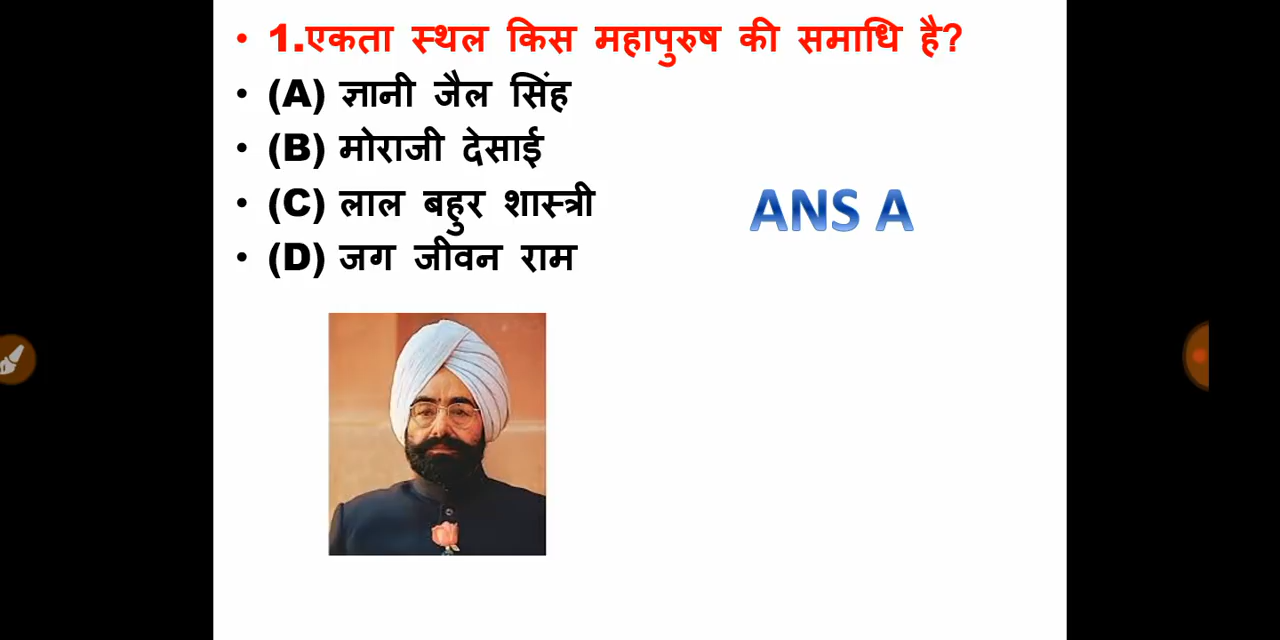 • 1.एकता स्थल किस महापुरुष की समाधि है?
• (A) ज्ञानी जैल सिंह
• (B) मोराजी देसाई
• (C) लाल बहुर शास्त्री
• (D) जग जीवन राम
ANS A